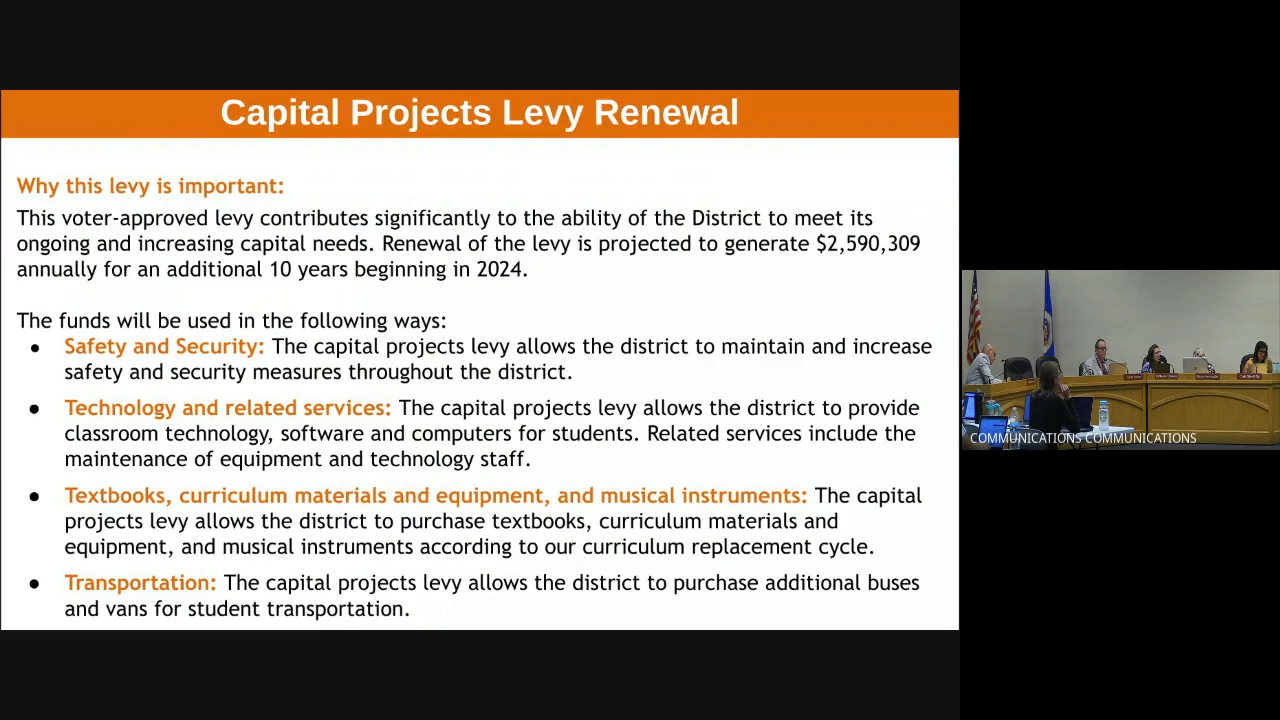 Capital Projects Levy Renewal
Why this levy is important:
This voter-approved levy contributes significantly to the ability of the District to meet its
ongoing and increasing capital needs. Renewal of the levy is projected to generate $2,590,309
annually for an additional 10 years beginning in 2024.
The funds will be used in the following ways:
● Safety and Security: The capital projects levy allows the district to maintain and increase
safety and security measures throughout the district.
● Technology and related services: The capital projects levy allows the district to provide
classroom technology, software and computers for students. Related services include the
maintenance of equipment and technology staff.
● Textbooks, curriculum materials and equipment, and musical instruments: The capital
projects levy allows the district to purchase textbooks, curriculum materials and
equipment, and musical instruments according to our curriculum replacement cycle.
● Transportation: The capital projects levy allows the district to purchase additional buses
and vans for student transportation.
COMMUNICATIONS COMMUNICATIONS